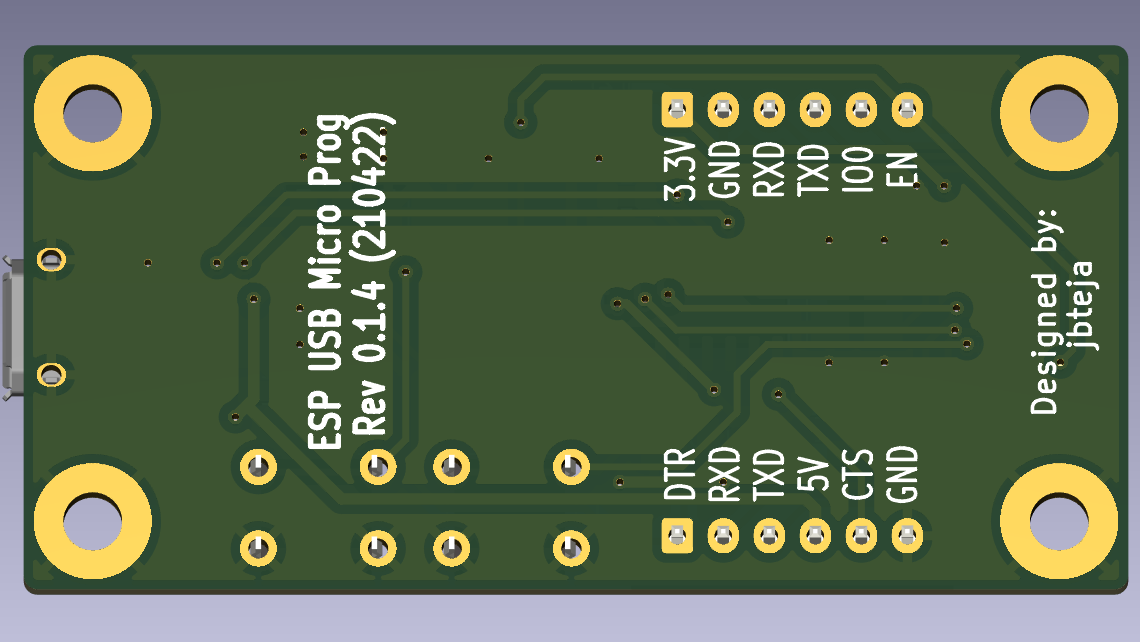 ESP USB Micro Prog
Rev 0.1.4 (210422)
3.3V
GND
RXD
TXD
IO0
EN
Designed by:
jbteja
DTR
RXD
TXD
5V
CTS
GND